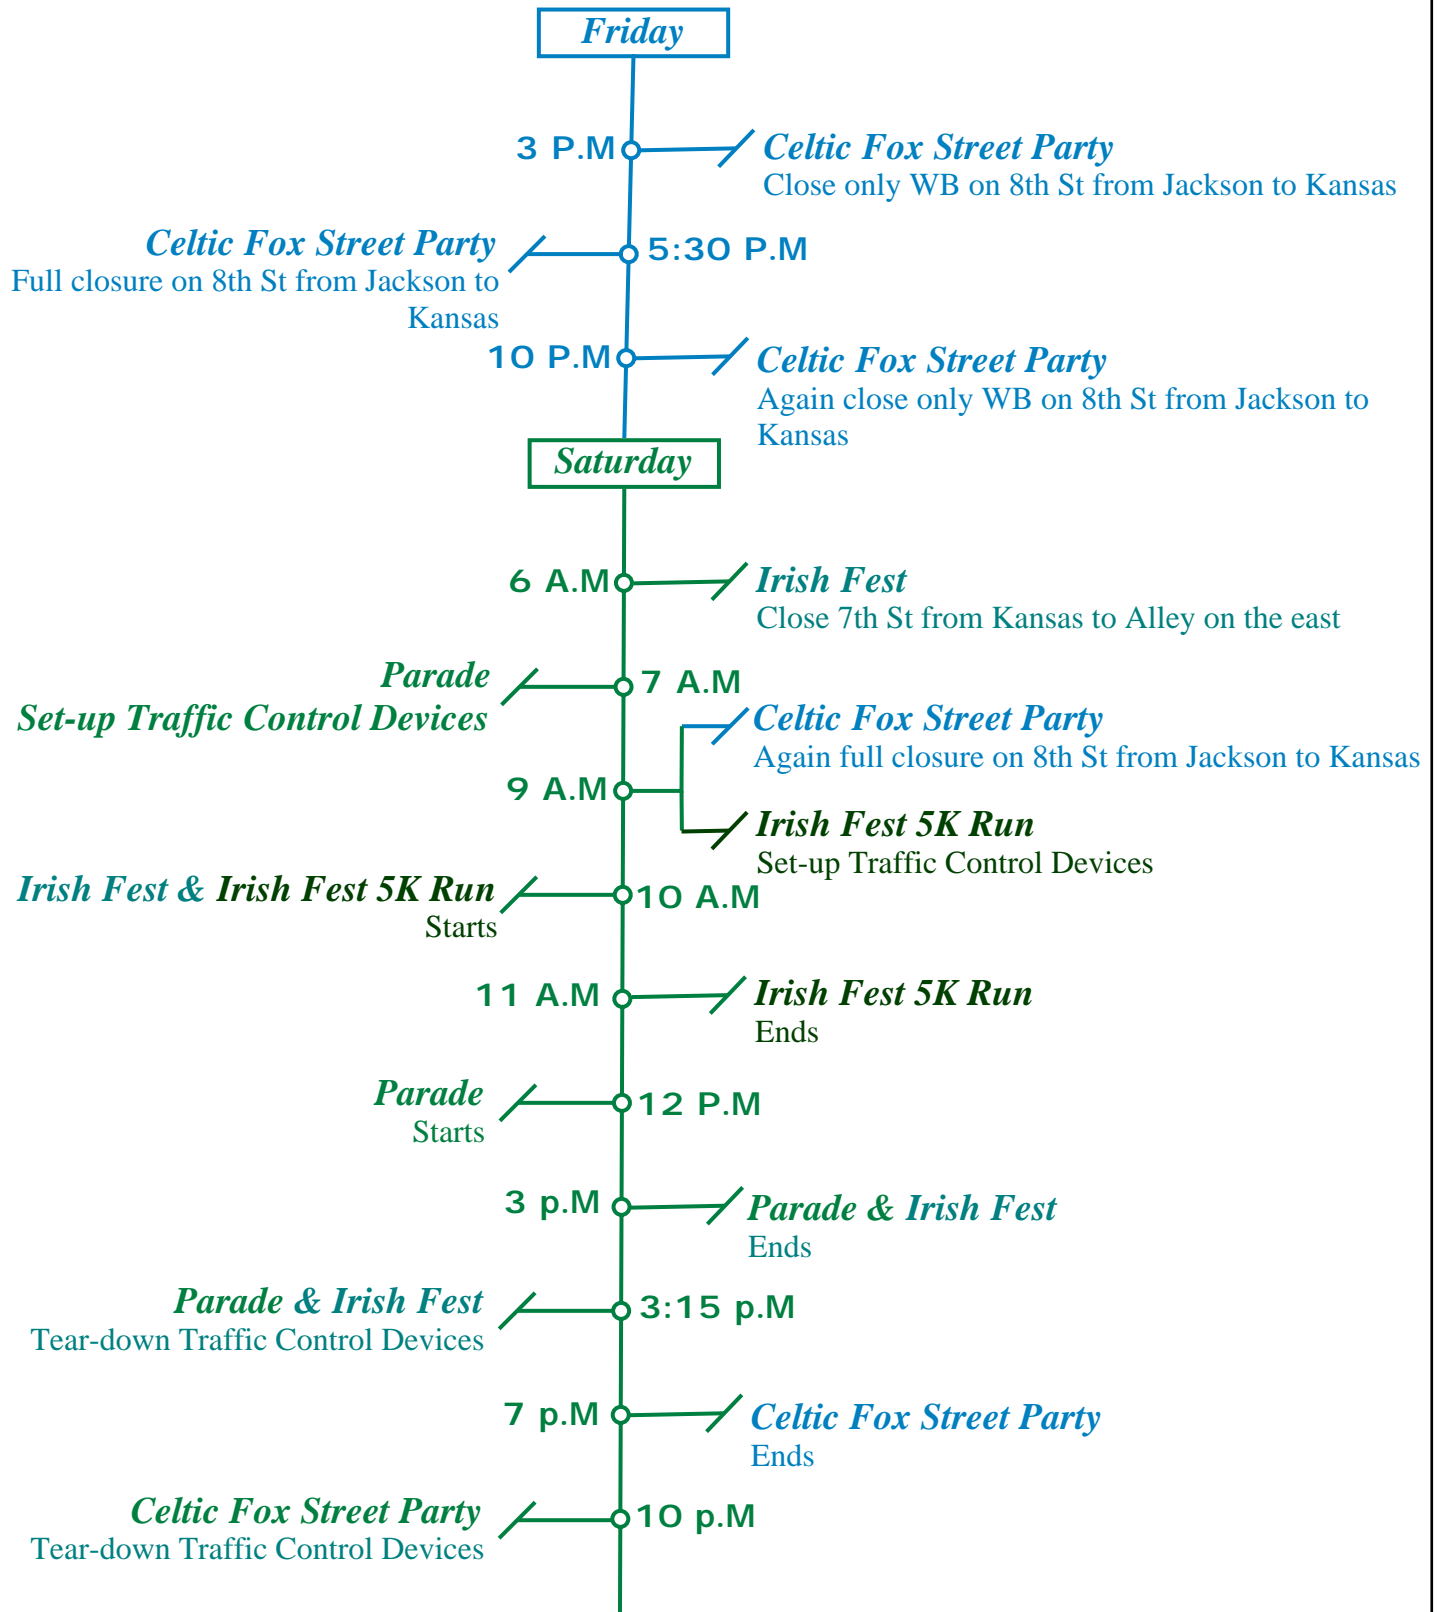 Friday
3 P.M
Celtic Fox Street Party
Close only WB on 8th St from Jackson to Kansas
Celtic Fox Street Party
Full closure on 8th St from Jackson to
Kansas
5:30 P.M
10 P.M
Celtic Fox Street Party
Again close only WB on 8th St from Jackson to
Kansas
Saturday
6 A.M
Irish Fest
Close 7th St from Kansas to Alley on the east
Parade
Set-up Traffic Control Devices
7 A.M
Celtic Fox Street Party
Again full closure on 8th St from Jackson to Kansas
9 A.M
Irish Fest 5K Run
Set-up Traffic Control Devices
Irish Fest & Irish Fest 5K Run
Starts
10 A.M
11 A.M
Irish Fest 5K Run
Ends
Parade
Starts
12 P.M
3 p.M
Parade & Irish Fest
Ends
Parade & Irish Fest
Tear-down Traffic Control Devices
3:15 p.M
7 p.M
Celtic Fox Street Party
Ends
Celtic Fox Street Party
Tear-down Traffic Control Devices
10 p.M